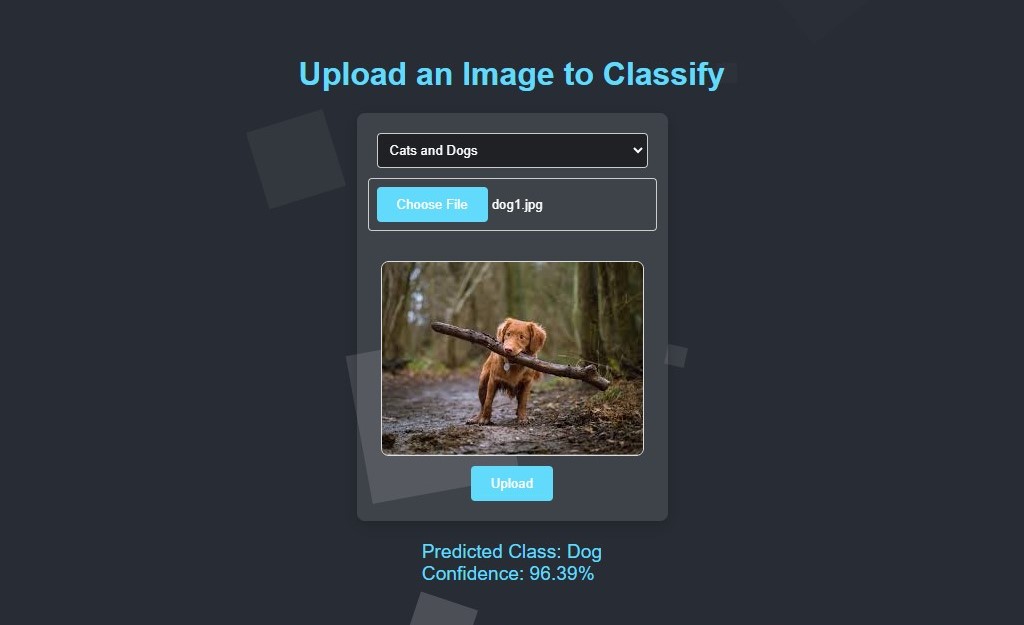 Upload an Image to Classify
Cats and Dogs
Choose File dog1.jpg
Upload
Predicted Class: Dog
Confidence: 96.39%